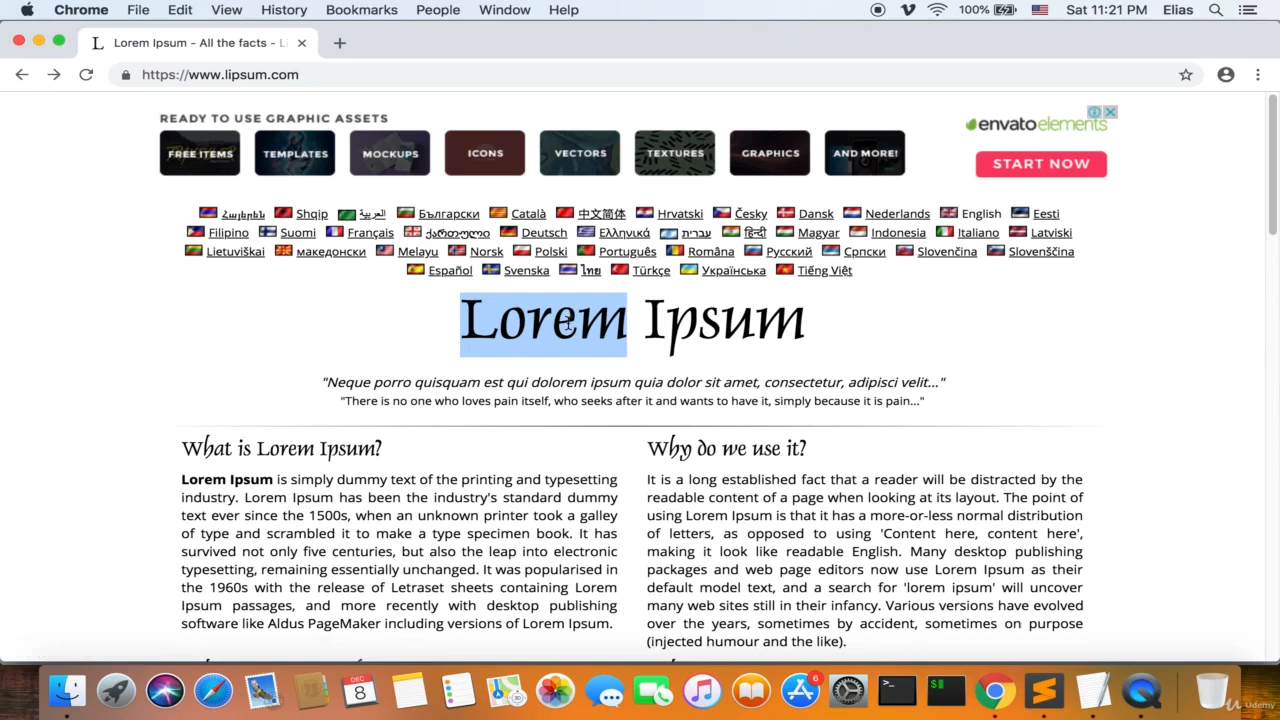 Chrome File Edit View History Bookmarks People Window Help 100% Sat 11:21 PM Elias
Lorem Ipsum - All the facts - Li
https://www.lipsum.com
READY TO USE GRAPHIC ASSETS
FREE ITEMS TEMPLATES MOCKUPS ICONS VECTORS TEXTURES GRAPHICS AND MORE!
envatoelements
START NOW
Հայերեն Shqip العربية Български Català 中文简体 Hrvatski Česky Dansk Nederlands English Eesti
Filipino Suomi Français ქართული Deutsch Ελληνικά עברית हिन्दी Magyar Indonesia Italiano Latviski
Lietuviškai македонски Melayu Norsk Polski Português Româna Русский Српски Slovenčina Slovenščina
Español Svenska ไทย Türkçe Українська Tiếng Việt
Lorem Ipsum
"Neque porro quisquam est qui dolorem ipsum quia dolor sit amet, consectetur, adipisci velit..."
"There is no one who loves pain itself, who seeks after it and wants to have it, simply because it is pain..."
What is Lorem Ipsum?
Lorem Ipsum is simply dummy text of the printing and typesetting
industry. Lorem Ipsum has been the industry's standard dummy
text ever since the 1500s, when an unknown printer took a galley
of type and scrambled it to make a type specimen book. It has
survived not only five centuries, but also the leap into electronic
typesetting, remaining essentially unchanged. It was popularised in
the 1960s with the release of Letraset sheets containing Lorem
Ipsum passages, and more recently with desktop publishing
software like Aldus PageMaker including versions of Lorem Ipsum.
Why do we use it?
It is a long established fact that a reader will be distracted by the
readable content of a page when looking at its layout. The point of
using Lorem Ipsum is that it has a more-or-less normal distribution
of letters, as opposed to using 'Content here, content here',
making it look like readable English. Many desktop publishing
packages and web page editors now use Lorem Ipsum as their
default model text, and a search for 'lorem ipsum' will uncover
many web sites still in their infancy. Various versions have evolved
over the years, sometimes by accident, sometimes on purpose
(injected humour and the like).
DEC
8
3D
6
>_
$
Udemy